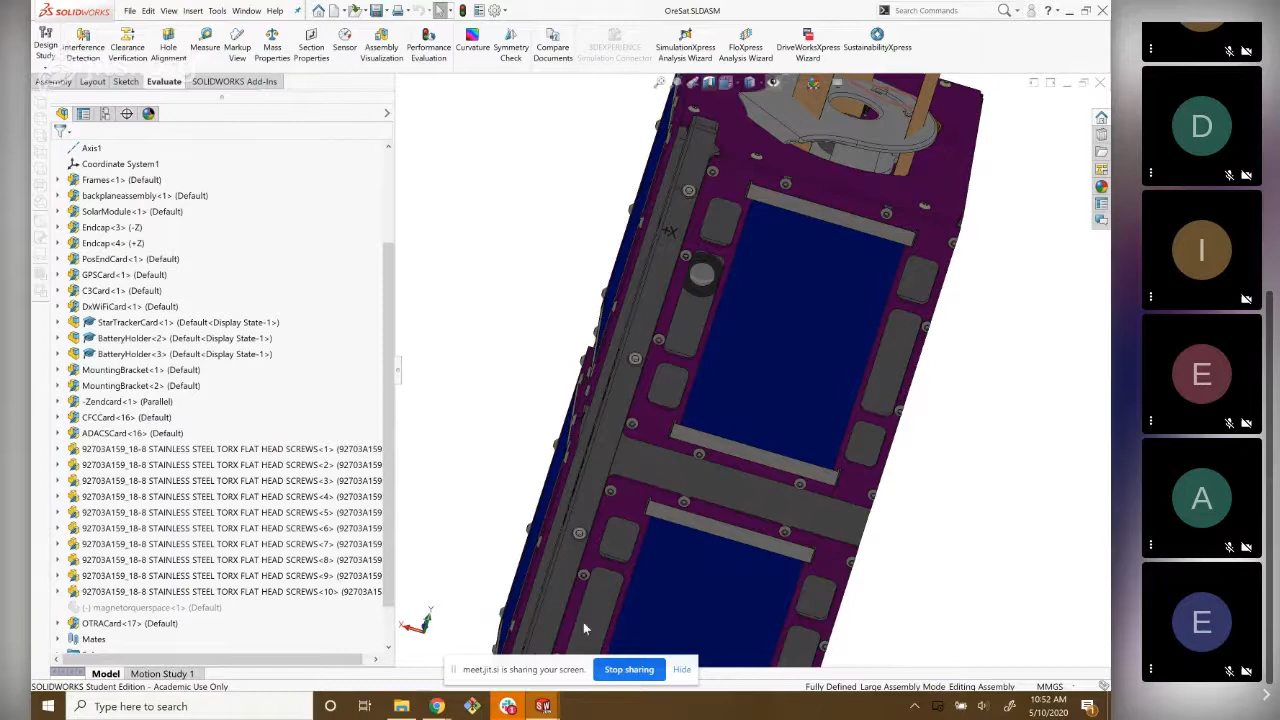 SOLIDWORKS File Edit View Insert Tools Window Help OreSat.SLDASM Search Commands
Design Study Interference Detection Clearance Verification Hole Alignment Measure Markup View Mass Properties Section Properties Sensor Assembly Visualization Performance Evaluation Curvature Symmetry Check Compare Documents 3DEXPERIENCE Simulation Connector SimulationXpress Analysis Wizard FloXpress Analysis Wizard DriveWorksXpress Wizard SustainabilityXpress
Assembly Layout Sketch Evaluate SOLIDWORKS Add-Ins
Axis1
Coordinate System1
Frames<1> (Default)
backplaneassembly<1> (Default)
SolarModule<1> (Default)
Endcap<3> (-Z)
Endcap<4> (+Z)
PosEndCard<1> (Default)
GPSCard<1> (Default)
C3Card<1> (Default)
DxWiFiCard<1> (Default)
StarTrackerCard<1> (Default<Display State-1>)
BatteryHolder<2> (Default<Display State-1>)
BatteryHolder<3> (Default<Display State-1>)
MountingBracket<1> (Default)
MountingBracket<2> (Default)
-Zendcard<1> (Parallel)
CFCCard<16> (Default)
ADACSCard<16> (Default)
92703A159_18-8 STAINLESS STEEL TORX FLAT HEAD SCREWS<1> (92703A159
92703A159_18-8 STAINLESS STEEL TORX FLAT HEAD SCREWS<2> (92703A159
92703A159_18-8 STAINLESS STEEL TORX FLAT HEAD SCREWS<3> (92703A159
92703A159_18-8 STAINLESS STEEL TORX FLAT HEAD SCREWS<4> (92703A159
92703A159_18-8 STAINLESS STEEL TORX FLAT HEAD SCREWS<5> (92703A159
92703A159_18-8 STAINLESS STEEL TORX FLAT HEAD SCREWS<6> (92703A159
92703A159_18-8 STAINLESS STEEL TORX FLAT HEAD SCREWS<7> (92703A159
92703A159_18-8 STAINLESS STEEL TORX FLAT HEAD SCREWS<8> (92703A159
92703A159_18-8 STAINLESS STEEL TORX FLAT HEAD SCREWS<9> (92703A159
92703A159_18-8 STAINLESS STEEL TORX FLAT HEAD SCREWS<10> (92703A15
(-) magnetorquerspace<1> (Default)
OTRACard<17> (Default)
Mates
+X
Y
X
D
I
E
A
E
meet.jit.si is sharing your screen. Stop sharing Hide
Model Motion Study 1
SOLIDWORKS Student Edition - Academic Use Only Fully Defined Large Assembly Mode Editing Assembly MMGS
Type here to search 10:52 AM
5/10/2020